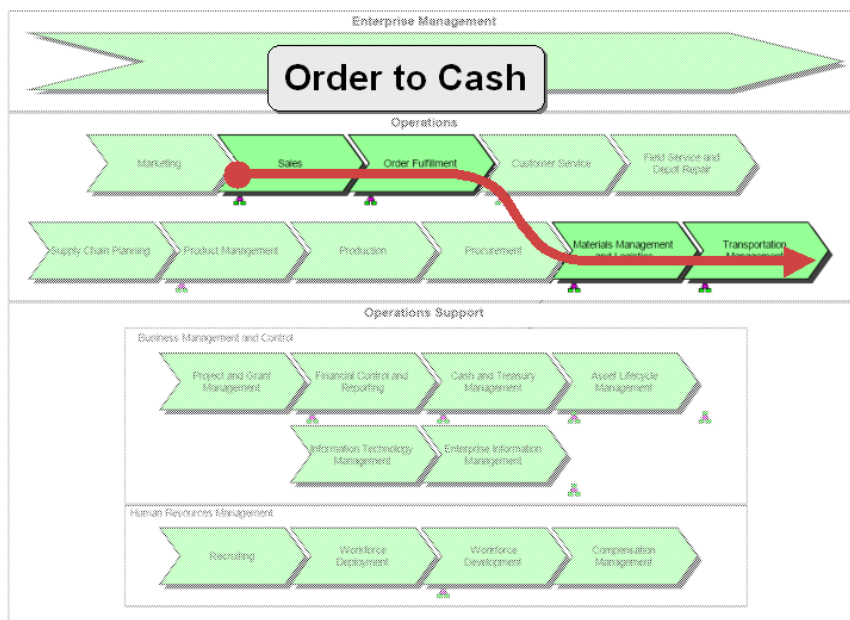 Enterprise Management
Order to Cash
Operations
Marketing
Sales
Order Fulfillment
Customer Service
Field Service and
Depot Repair
Supply Chain Planning
Product Management
Production
Procurement
Materials Management
and Logistics
Transportation
Management
Operations Support
Business Management and Control
Project and Grant
Management
Financial Control and
Reporting
Cash and Treasury
Management
Asset Lifecycle
Management
Information Technology
Management
Enterprise Information
Management
Human Resources Management
Recruiting
Workforce
Deployment
Workforce
Development
Compensation
Management